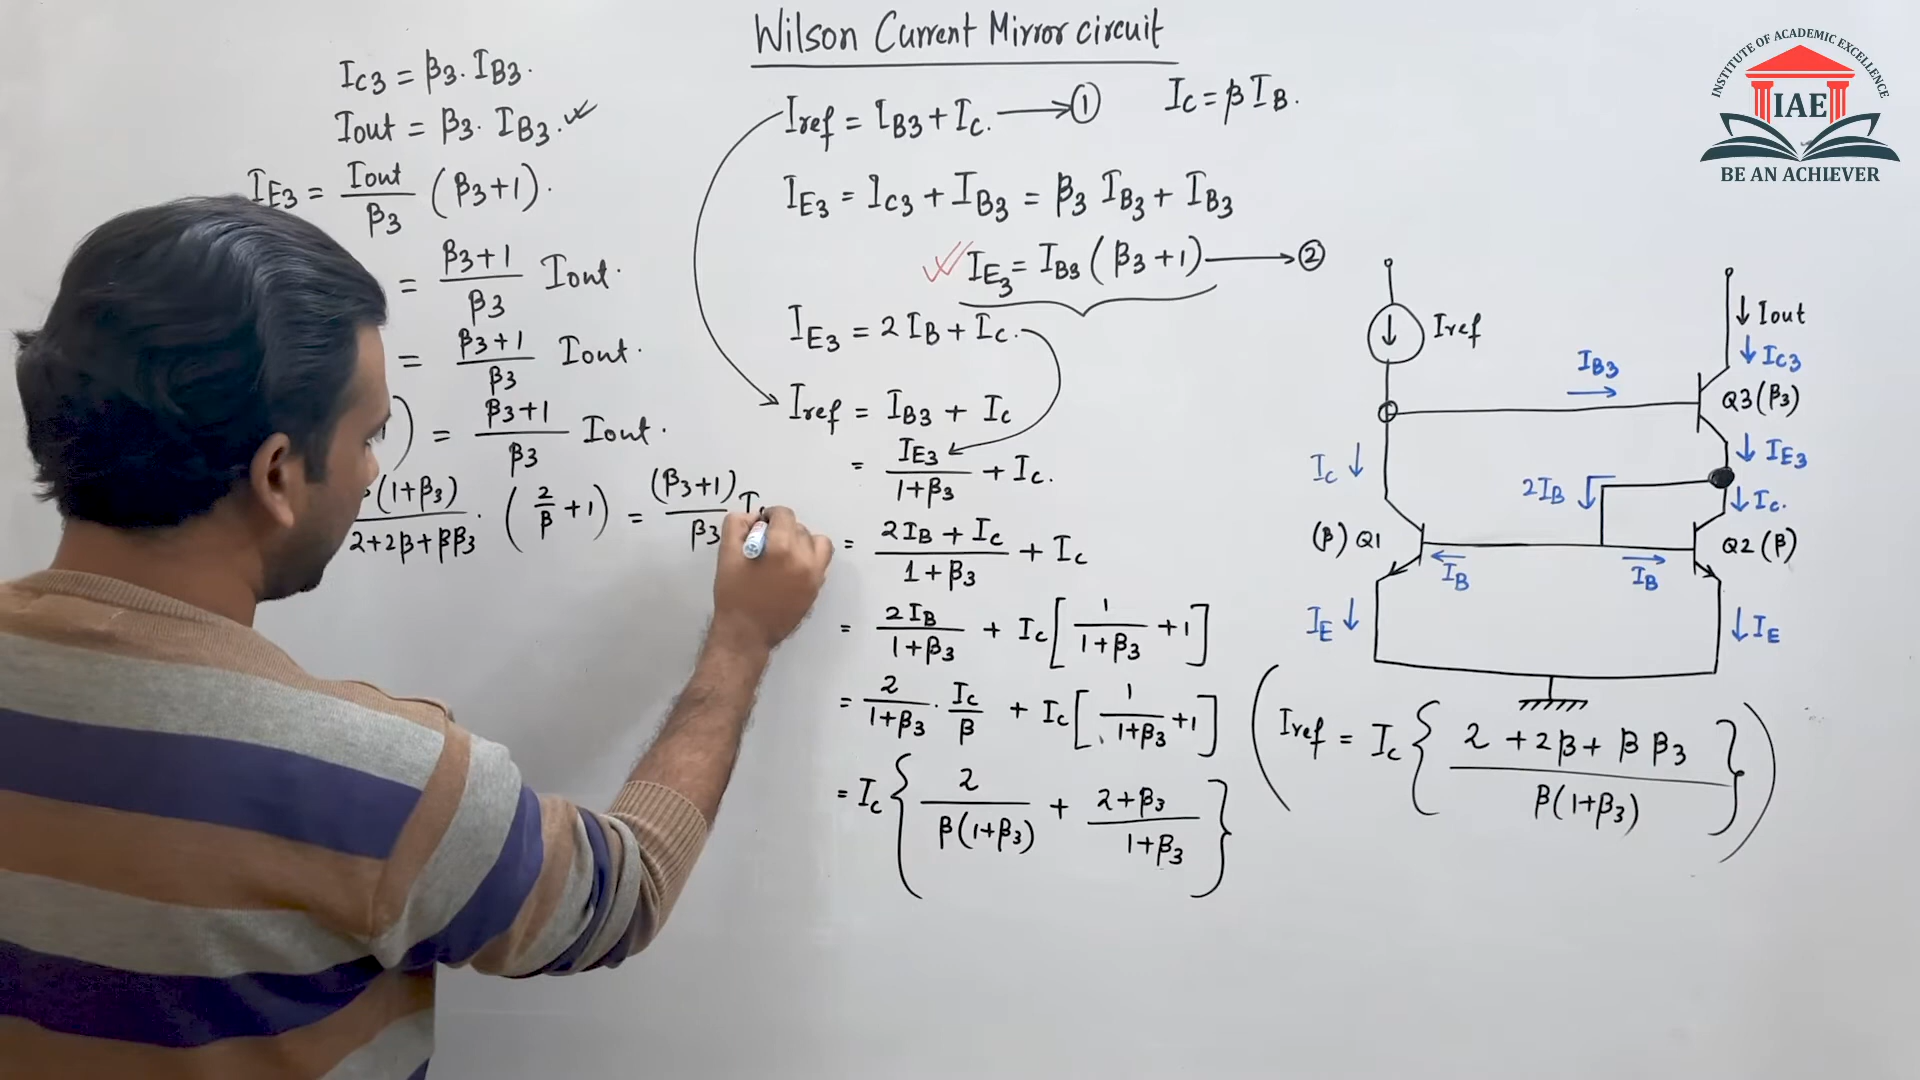 Wilson Current Mirror circuit
INSTITUTE OF ACADEMIC EXCELLENCE
IAE
BE AN ACHIEVER
IC3 = β3 · IB3 ·
Iout = β3 · IB3 ·
IE3 = Iout/β3 (β3+1) ·
= β3+1/β3 Iout ·
= β3+1/β3 Iout ·
) = β3+1/β3 Iout ·
(1+β3)/2+2β+ββ3 · (2/β +1) = (β3+1)/β3
Iref = IB3 + Ic · → ①
Ic = β IB ·
IE3 = Ic3 + IB3 = β3 IB3 + IB3
IE3 = IB3 (β3 +1) → ②
IE3 = 2 IB + Ic ·
Iref = IB3 + Ic
= IE3/1+β3 + Ic ·
= 2IB + Ic/1+β3 + Ic
= 2IB/1+β3 + Ic [1/1+β3 +1]
= 2/1+β3 · Ic/β + Ic [1/1+β3 +1]
= Ic {2/β(1+β3) + 2+β3/1+β3}
Iref
↓ Iout
↓ IC3
IB3 →
Q3 (β3)
↓ IE3
Ic ↓
2IB ↓
↓ Ic ·
(β) Q1
← IB
→ IB
Q2 (β)
IE ↓
↓ IE
(Iref = Ic {2 + 2β + β β3/β(1+β3)})